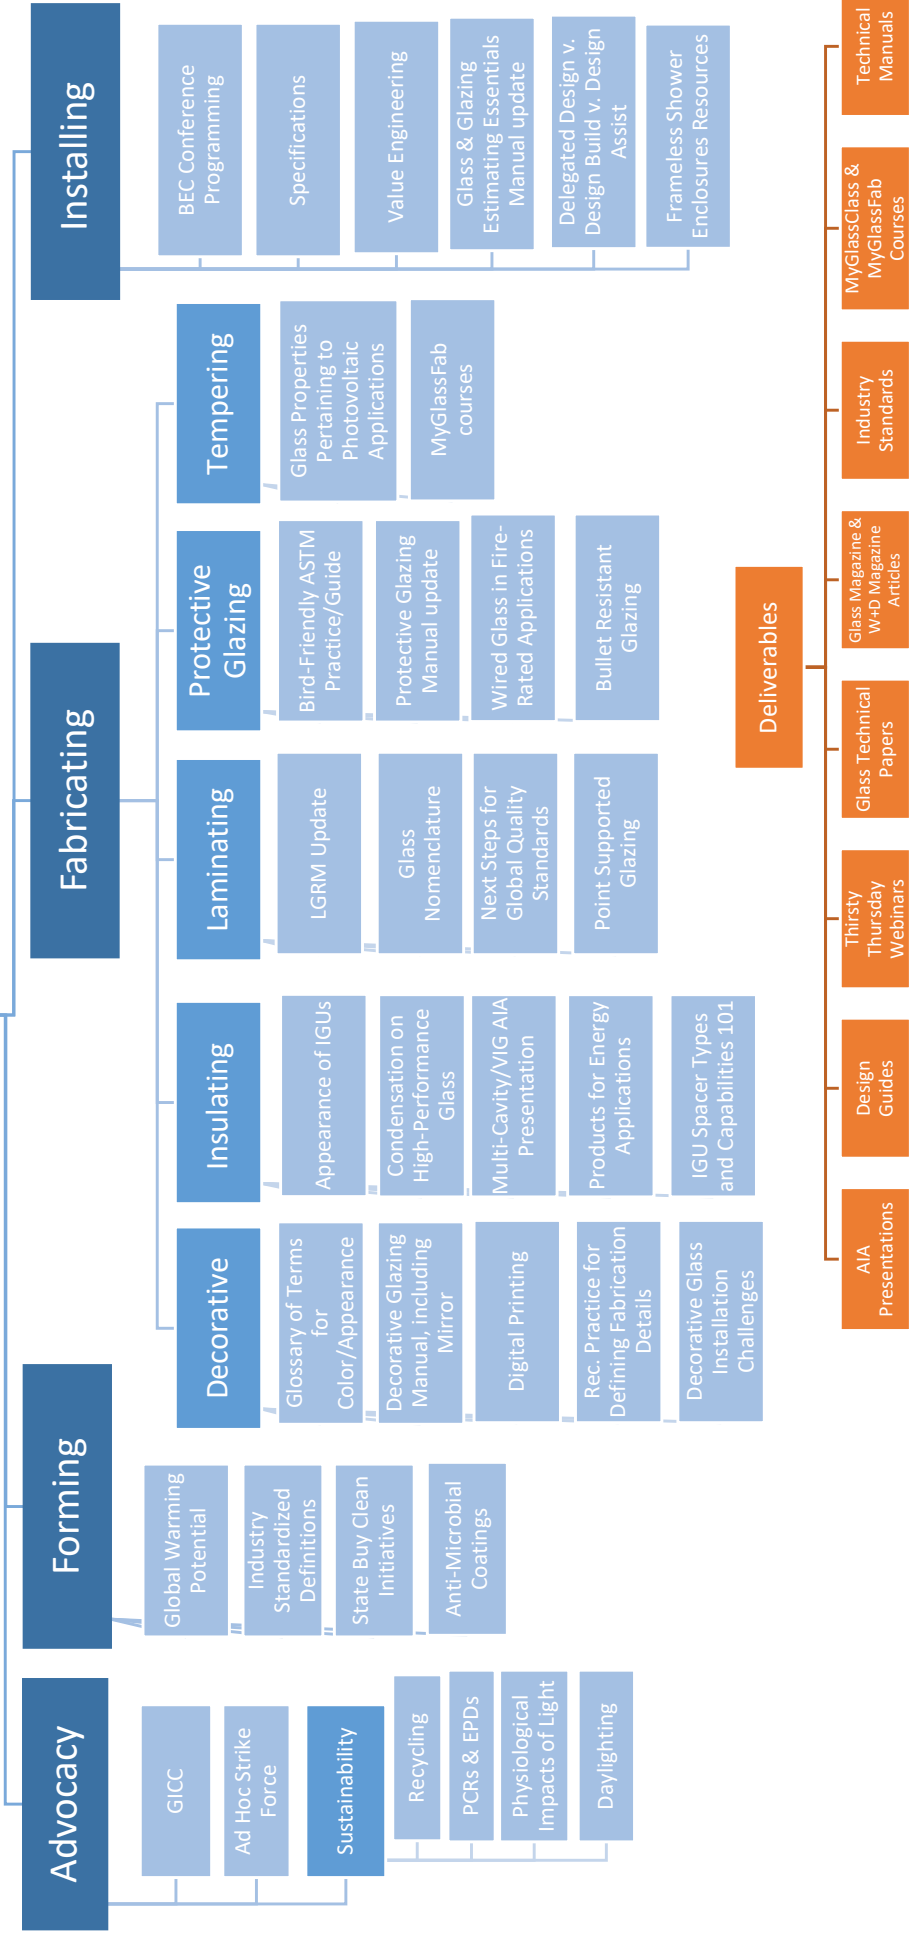 Advocacy
GICC
Ad Hoc Strike
Force
Sustainability
Recycling
PCRs & EPDs
Physiological
Impacts of Light
Daylighting
Forming
Global Warming
Potential
Industry
Standardized
Definitions
State Buy Clean
Initiatives
Anti-Microbial
Coatings
Fabricating
Decorative
Glossary of Terms
for
Color/Appearance
Decorative Glazing
Manual, including
Mirror
Digital Printing
Rec. Practice for
Defining Fabrication
Details
Decorative Glass
Installation
Challenges
Insulating
Appearance of IGUs
Condensation on
High-Performance
Glass
Multi-Cavity/VIG AIA
Presentation
Products for Energy
Applications
IGU Spacer Types
and Capabilities 101
Laminating
LGRM Update
Glass
Nomenclature
Next Steps for
Global Quality
Standards
Point Supported
Glazing
Protective
Glazing
Bird-Friendly ASTM
Practice/Guide
Protective Glazing
Manual update
Wired Glass in Fire-
Rated Applications
Bullet Resistant
Glazing
Tempering
Glass Properties
Pertaining to
Photovoltaic
Applications
MyGlassFab
courses
Installing
BEC Conference
Programming
Specifications
Value Engineering
Glass & Glazing
Estimating Essentials
Manual update
Delegated Design v.
Design Build v. Design
Assist
Frameless Shower
Enclosures Resources
Deliverables
AIA
Presentations
Design
Guides
Thirsty
Thursday
Webinars
Glass Technical
Papers
Glass Magazine &
W+D Magazine
Articles
Industry
Standards
MyGlassClass &
MyGlassFab
Courses
Technical
Manuals